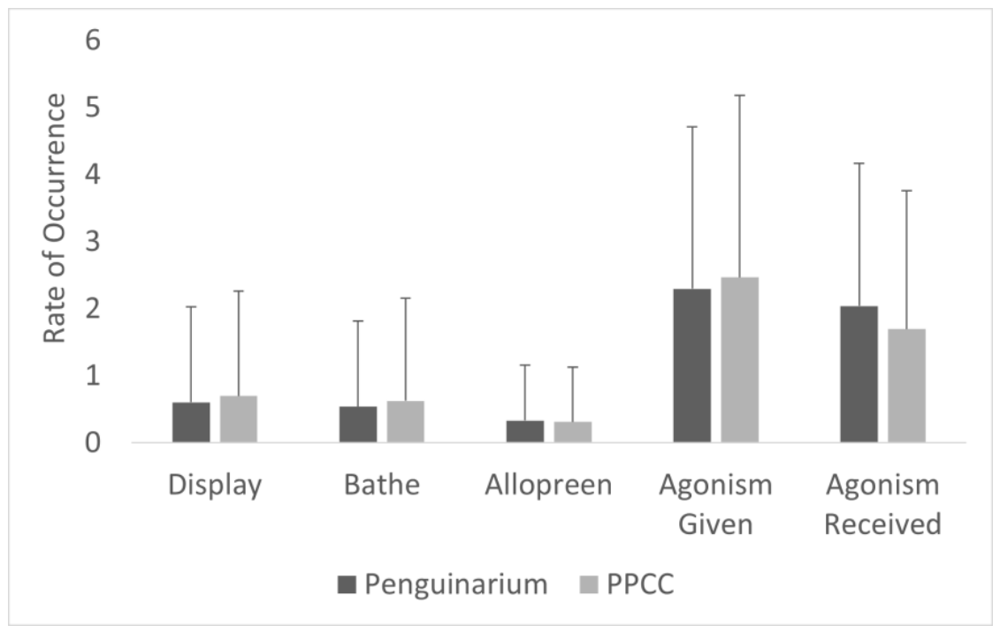 6
5
4
3
2
1
0
Rate of Occurrence
Display
Bathe
Allopreen
Agonism
Given
Agonism
Received
Penguinarium
PPCC